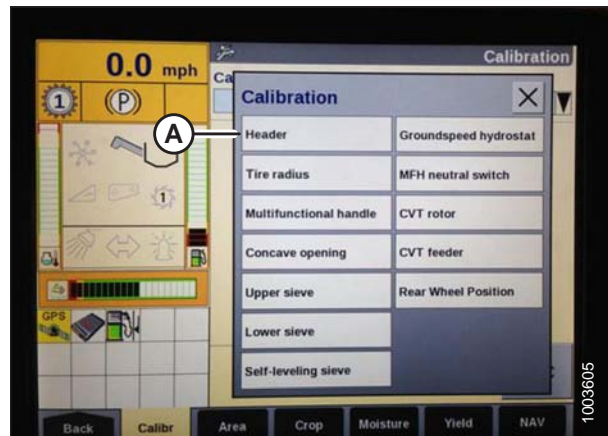 0.0 mph
Calibration
Ca
1
(P)
A
Calibration
Header
Groundspeed hydrostat
Tire radius
MFH neutral switch
Multifunctional handle
CVT rotor
Concave opening
CVT feeder
Upper sieve
Rear Wheel Position
Lower sieve
Self-leveling sieve
1
GPS
Back
Calibr
Area
Crop
Moisture
Yield
NAV
1003605